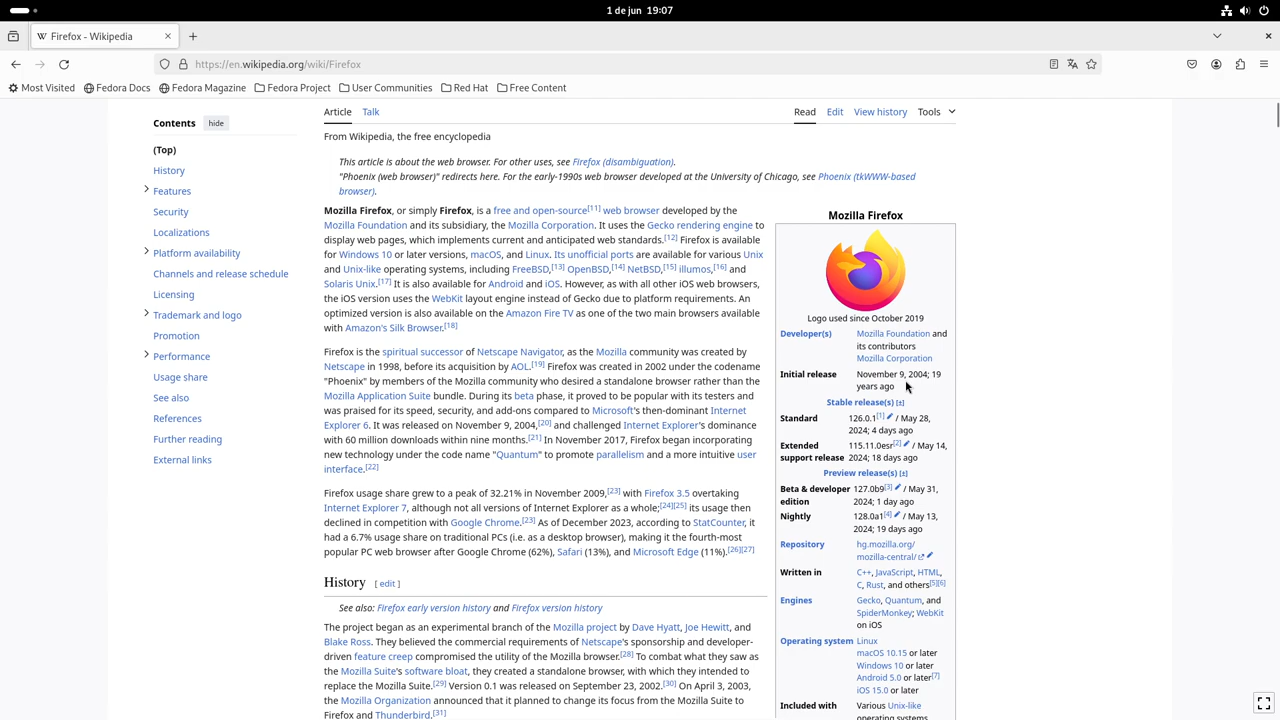 1 de jun  19:07
Firefox - Wikipedia
https://en.wikipedia.org/wiki/Firefox
Most Visited
Fedora Docs
Fedora Magazine
Fedora Project
User Communities
Red Hat
Free Content
Contents
hide
(Top)
History
Features
Security
Localizations
Platform availability
Channels and release schedule
Licensing
Trademark and logo
Promotion
Performance
Usage share
See also
References
Further reading
External links
Article
Talk
Read
Edit
View history
Tools
From Wikipedia, the free encyclopedia
This article is about the web browser. For other uses, see Firefox (disambiguation).
"Phoenix (web browser)" redirects here. For the early-1990s web browser developed at the University of Chicago, see Phoenix (tkWWW-based
browser).
Mozilla Firefox, or simply Firefox, is a free and open-source[11] web browser developed by the
Mozilla Foundation and its subsidiary, the Mozilla Corporation. It uses the Gecko rendering engine to
display web pages, which implements current and anticipated web standards.[12] Firefox is available
for Windows 10 or later versions, macOS, and Linux. Its unofficial ports are available for various Unix
and Unix-like operating systems, including FreeBSD,[13] OpenBSD,[14] NetBSD,[15] illumos,[16] and
Solaris Unix.[17] It is also available for Android and iOS. However, as with all other iOS web browsers,
the iOS version uses the WebKit layout engine instead of Gecko due to platform requirements. An
optimized version is also available on the Amazon Fire TV as one of the two main browsers available
with Amazon's Silk Browser.[18]
Firefox is the spiritual successor of Netscape Navigator, as the Mozilla community was created by
Netscape in 1998, before its acquisition by AOL.[19] Firefox was created in 2002 under the codename
"Phoenix" by members of the Mozilla community who desired a standalone browser rather than the
Mozilla Application Suite bundle. During its beta phase, it proved to be popular with its testers and
was praised for its speed, security, and add-ons compared to Microsoft's then-dominant Internet
Explorer 6. It was released on November 9, 2004,[20] and challenged Internet Explorer's dominance
with 60 million downloads within nine months.[21] In November 2017, Firefox began incorporating
new technology under the code name "Quantum" to promote parallelism and a more intuitive user
interface.[22]
Firefox usage share grew to a peak of 32.21% in November 2009,[23] with Firefox 3.5 overtaking
Internet Explorer 7, although not all versions of Internet Explorer as a whole;[24][25] its usage then
declined in competition with Google Chrome.[23] As of December 2023, according to StatCounter, it
had a 6.7% usage share on traditional PCs (i.e. as a desktop browser), making it the fourth-most
popular PC web browser after Google Chrome (62%), Safari (13%), and Microsoft Edge (11%).[26][27]
History [ edit ]
See also: Firefox early version history and Firefox version history
The project began as an experimental branch of the Mozilla project by Dave Hyatt, Joe Hewitt, and
Blake Ross. They believed the commercial requirements of Netscape's sponsorship and developer-
driven feature creep compromised the utility of the Mozilla browser.[28] To combat what they saw as
the Mozilla Suite's software bloat, they created a standalone browser, with which they intended to
replace the Mozilla Suite.[29] Version 0.1 was released on September 23, 2002.[30] On April 3, 2003,
the Mozilla Organization announced that it planned to change its focus from the Mozilla Suite to
Firefox and Thunderbird.[31]
Mozilla Firefox
Logo used since October 2019
Developer(s) Mozilla Foundation and
its contributors
Mozilla Corporation
Initial release November 9, 2004; 19
years ago
Stable release(s) [±]
Standard 126.0.1[1] / May 28,
2024; 4 days ago
Extended 115.11.0esr[2] / May 14,
support release 2024; 18 days ago
Preview release(s) [±]
Beta & developer 127.0b9[3] / May 31,
edition 2024; 1 day ago
Nightly 128.0a1[4] / May 13,
2024; 19 days ago
Repository hg.mozilla.org/
mozilla-central/
Written in C++, JavaScript, HTML,
C, Rust, and others[5][6]
Engines Gecko, Quantum, and
SpiderMonkey; WebKit
on iOS
Operating system Linux
macOS 10.15 or later
Windows 10 or later
Android 5.0 or later[7]
iOS 15.0 or later
Included with Various Unix-like
operating systems